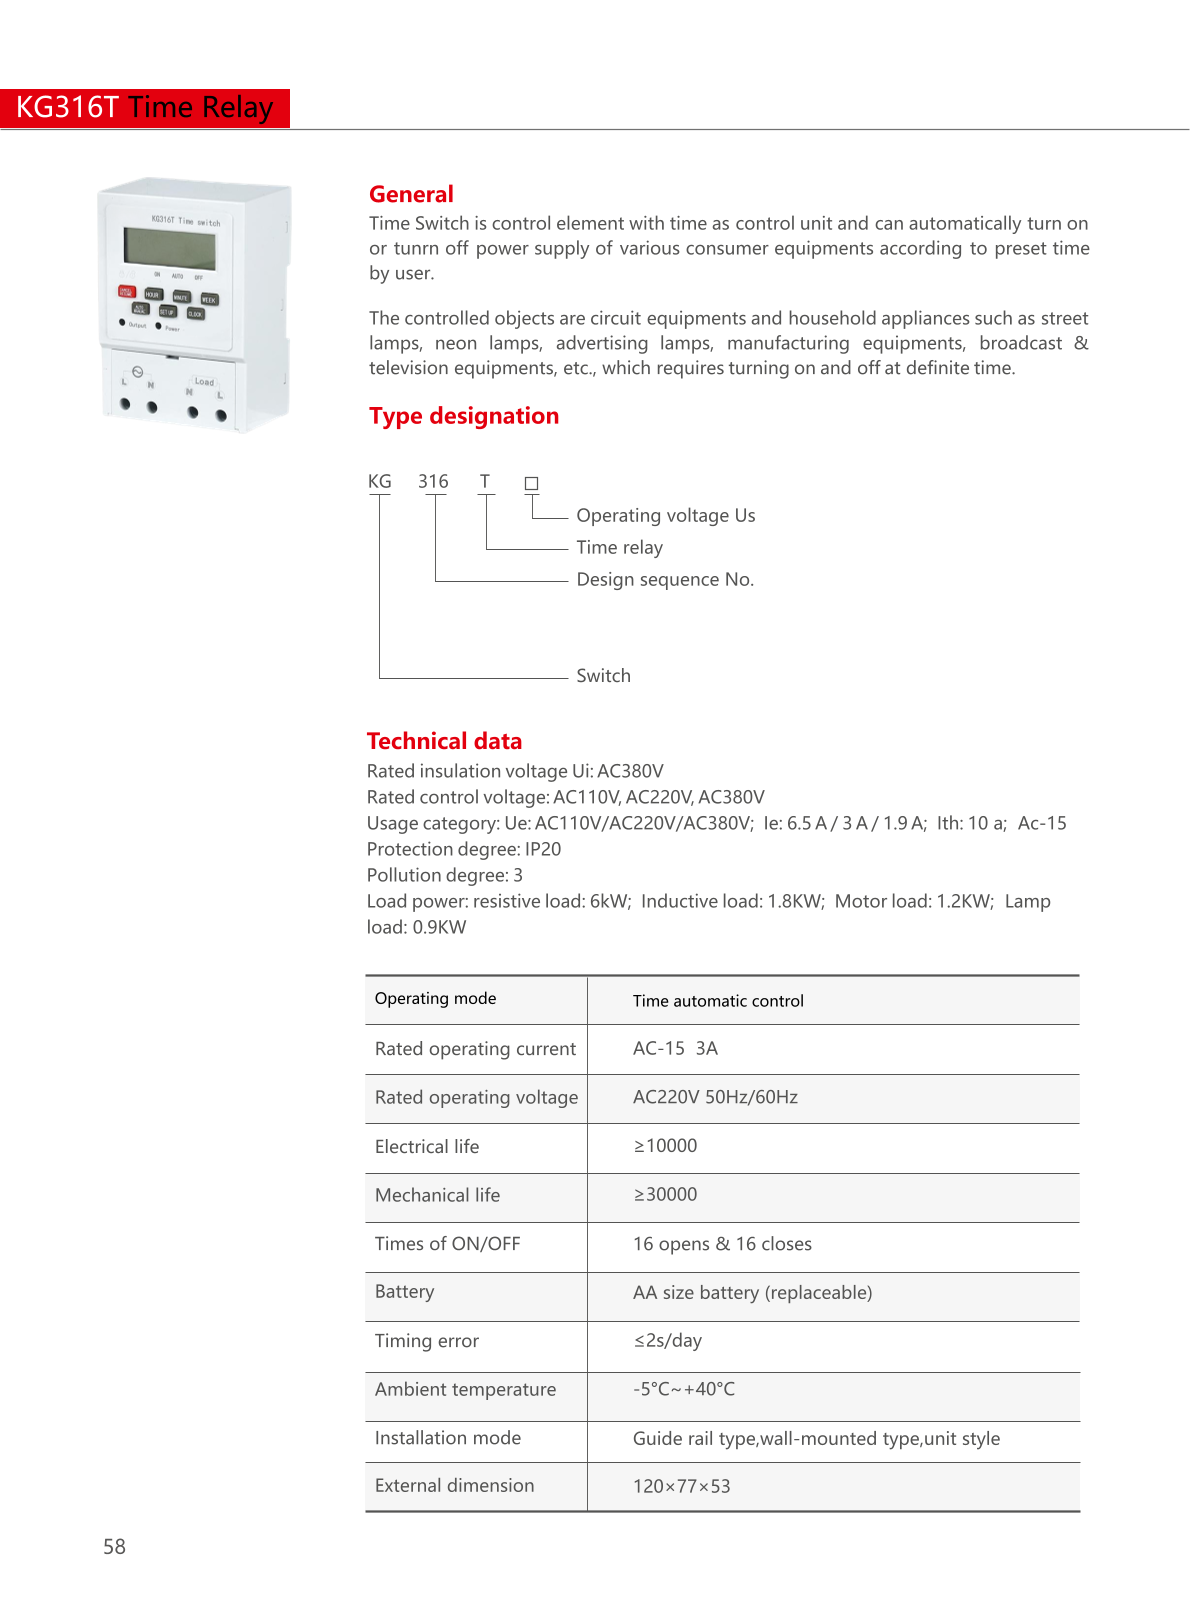 KG316T Time Relay
KG316T Time switch
ON AUTO OFF
HOUR MINUTE WEEK
AUTO
MANUAL SET UP CLOCK
Output Power
L N Load
N L
General
Time Switch is control element with time as control unit and can automatically turn on
or tunrn off power supply of various consumer equipments according to preset time
by user.
The controlled objects are circuit equipments and household appliances such as street
lamps, neon lamps, advertising lamps, manufacturing equipments, broadcast &
television equipments, etc., which requires turning on and off at definite time.
Type designation
KG 316 T □
Operating voltage Us
Time relay
Design sequence No.
Switch
Technical data
Rated insulation voltage Ui: AC380V
Rated control voltage: AC110V, AC220V, AC380V
Usage category: Ue: AC110V/AC220V/AC380V; Ie: 6.5 A / 3 A / 1.9 A; Ith: 10 a; Ac-15
Protection degree: IP20
Pollution degree: 3
Load power: resistive load: 6kW; Inductive load: 1.8KW; Motor load: 1.2KW; Lamp
load: 0.9KW
Operating mode Time automatic control
Rated operating current AC-15 3A
Rated operating voltage AC220V 50Hz/60Hz
Electrical life ≥10000
Mechanical life ≥30000
Times of ON/OFF 16 opens & 16 closes
Battery AA size battery (replaceable)
Timing error ≤2s/day
Ambient temperature -5°C~+40°C
Installation mode Guide rail type,wall-mounted type,unit style
External dimension 120×77×53
58